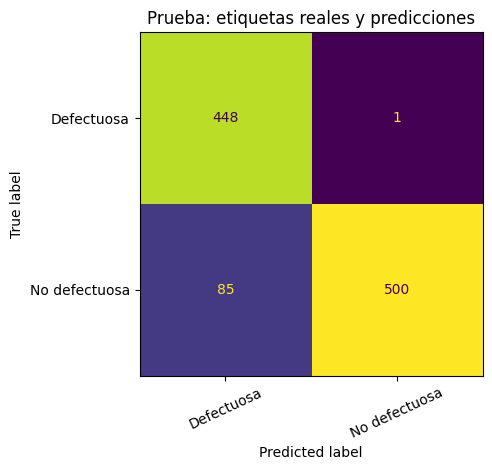 Prueba: etiquetas reales y predicciones
True label
Defectuosa
448
1
No defectuosa
85
500
Defectuosa
No defectuosa
Predicted label